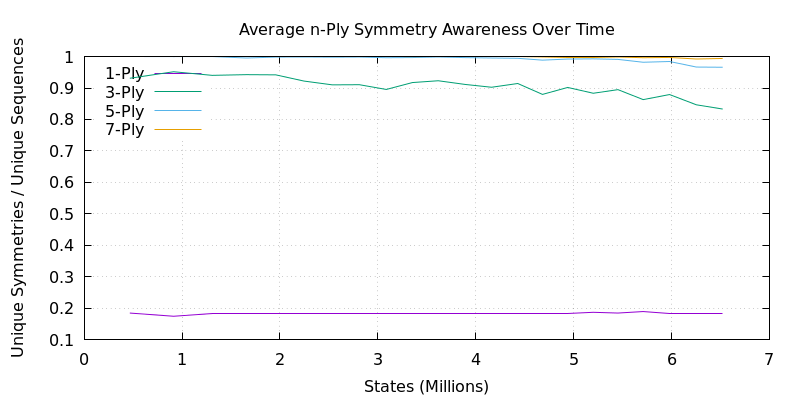 Average n-Ply Symmetry Awareness Over Time
Unique Symmetries / Unique Sequences
1
0.9
0.8
0.7
0.6
0.5
0.4
0.3
0.2
0.1
1-Ply
3-Ply
5-Ply
7-Ply
0 1 2 3 4 5 6 7
States (Millions)